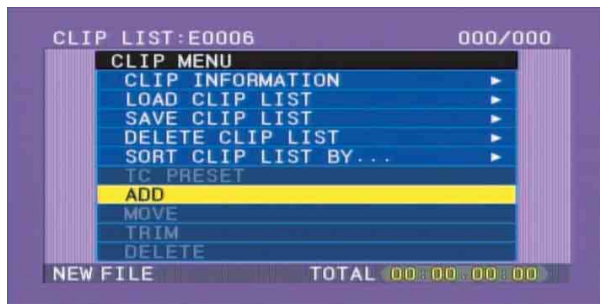 CLIP LIST:E0006 000/000
CLIP MENU
CLIP INFORMATION ►
LOAD CLIP LIST ►
SAVE CLIP LIST ►
DELETE CLIP LIST ►
SORT CLIP LIST BY... ►
TC PRESET
ADD
MOVE
TRIM
DELETE
NEW FILE TOTAL 00:00:00:00